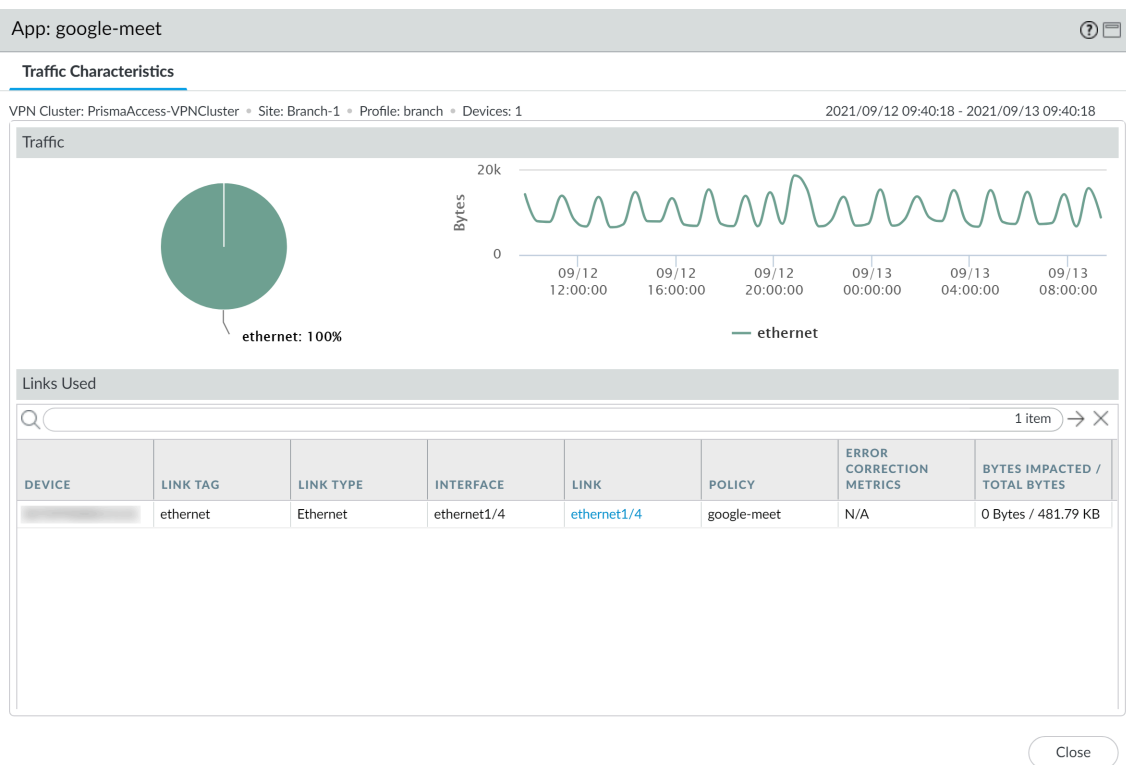 App: google-meet
Traffic Characteristics
VPN Cluster: PrismaAccess-VPNCluster • Site: Branch-1 • Profile: branch • Devices: 1
2021/09/12 09:40:18 - 2021/09/13 09:40:18
Traffic
ethernet: 100%
20k
Bytes
0
09/12 09/12 09/12 09/13 09/13 09/13
12:00:00 16:00:00 20:00:00 00:00:00 04:00:00 08:00:00
ethernet
Links Used
1 item
DEVICE
LINK TAG
LINK TYPE
INTERFACE
LINK
POLICY
ERROR
CORRECTION
METRICS
BYTES IMPACTED /
TOTAL BYTES
ethernet
Ethernet
ethernet1/4
ethernet1/4
google-meet
N/A
0 Bytes / 481.79 KB
Close